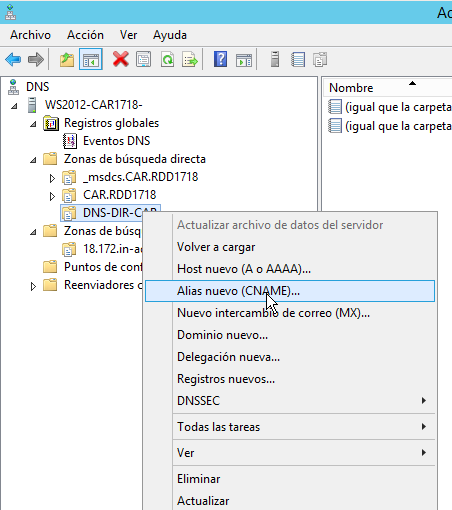 Ad
Archivo Acción Ver Ayuda
DNS
WS2012-CAR1718-
Registros globales
Eventos DNS
Zonas de búsqueda directa
_msdcs.CAR.RDD1718
CAR.RDD1718
DNS-DIR-CAR
Zonas de búsq
18.172.in-ad
Puntos de conf
Reenviadores c
Nombre
(igual que la carpeta
(igual que la carpeta
Actualizar archivo de datos del servidor
Volver a cargar
Host nuevo (A o AAAA)...
Alias nuevo (CNAME)...
Nuevo intercambio de correo (MX)...
Dominio nuevo...
Delegación nueva...
Registros nuevos...
DNSSEC
Todas las tareas
Ver
Eliminar
Actualizar